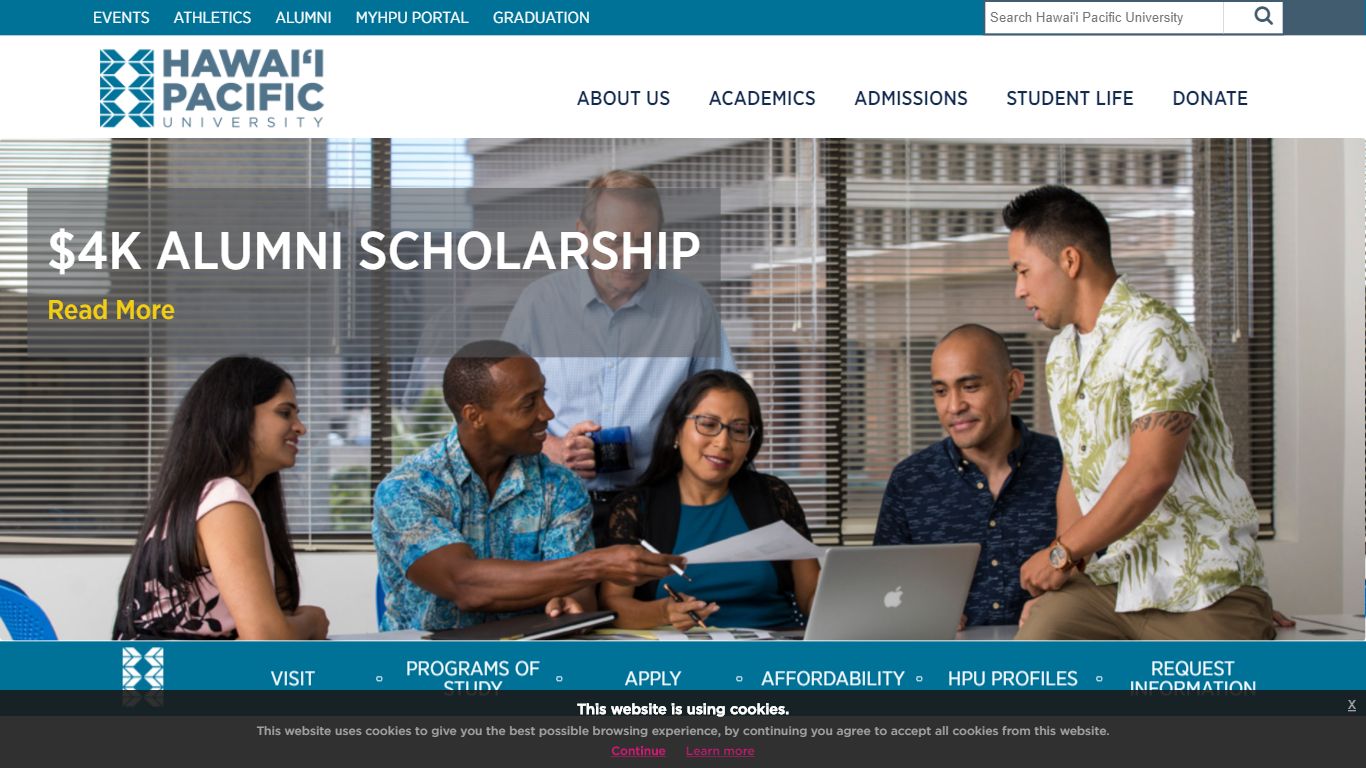 EVENTS ATHLETICS ALUMNI MYHPU PORTAL GRADUATION
Search Hawai'i Pacific University
HAWAIʻI
PACIFIC
UNIVERSITY
ABOUT US ACADEMICS ADMISSIONS STUDENT LIFE DONATE
$4K ALUMNI SCHOLARSHIP
Read More
VISIT
PROGRAMS OF
STUDY
APPLY
AFFORDABILITY
HPU PROFILES
REQUEST
INFORMATION
This website is using cookies.
X
This website uses cookies to give you the best possible browsing experience, by continuing you agree to accept all cookies from this website.
Continue Learn more